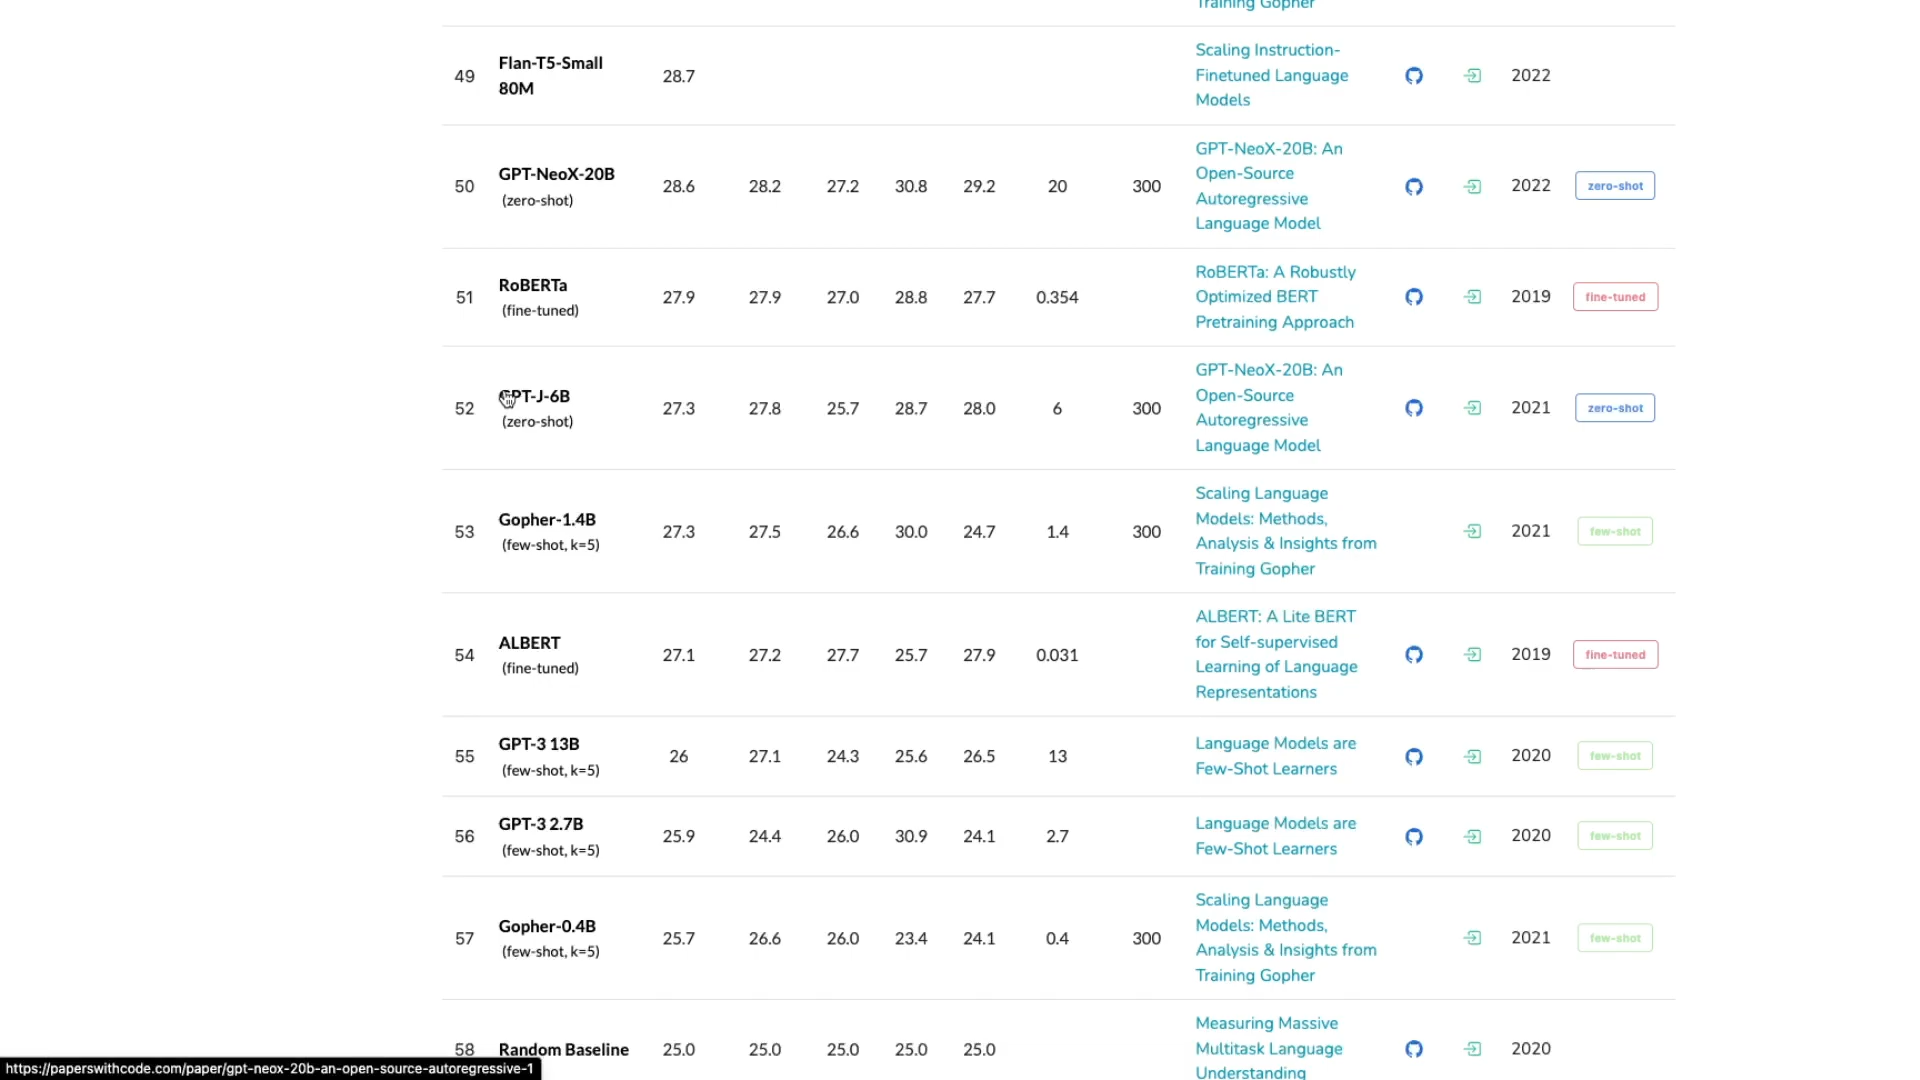 Training Gopher
49 Flan-T5-Small 80M 28.7 Scaling Instruction-Finetuned Language Models 2022
50 GPT-NeoX-20B (zero-shot) 28.6 28.2 27.2 30.8 29.2 20 300 GPT-NeoX-20B: An Open-Source Autoregressive Language Model 2022 zero-shot
51 RoBERTa (fine-tuned) 27.9 27.9 27.0 28.8 27.7 0.354 RoBERTa: A Robustly Optimized BERT Pretraining Approach 2019 fine-tuned
52 GPT-J-6B (zero-shot) 27.3 27.8 25.7 28.7 28.0 6 300 GPT-NeoX-20B: An Open-Source Autoregressive Language Model 2021 zero-shot
53 Gopher-1.4B (few-shot, k=5) 27.3 27.5 26.6 30.0 24.7 1.4 300 Scaling Language Models: Methods, Analysis & Insights from Training Gopher 2021 few-shot
54 ALBERT (fine-tuned) 27.1 27.2 27.7 25.7 27.9 0.031 ALBERT: A Lite BERT for Self-supervised Learning of Language Representations 2019 fine-tuned
55 GPT-3 13B (few-shot, k=5) 26 27.1 24.3 25.6 26.5 13 Language Models are Few-Shot Learners 2020 few-shot
56 GPT-3 2.7B (few-shot, k=5) 25.9 24.4 26.0 30.9 24.1 2.7 Language Models are Few-Shot Learners 2020 few-shot
57 Gopher-0.4B (few-shot, k=5) 25.7 26.6 26.0 23.4 24.1 0.4 300 Scaling Language Models: Methods, Analysis & Insights from Training Gopher 2021 few-shot
58 Random Baseline 25.0 25.0 25.0 25.0 25.0 Measuring Massive Multitask Language Understanding 2020
https://paperswithcode.com/paper/gpt-neox-20b-an-open-source-autoregressive-1